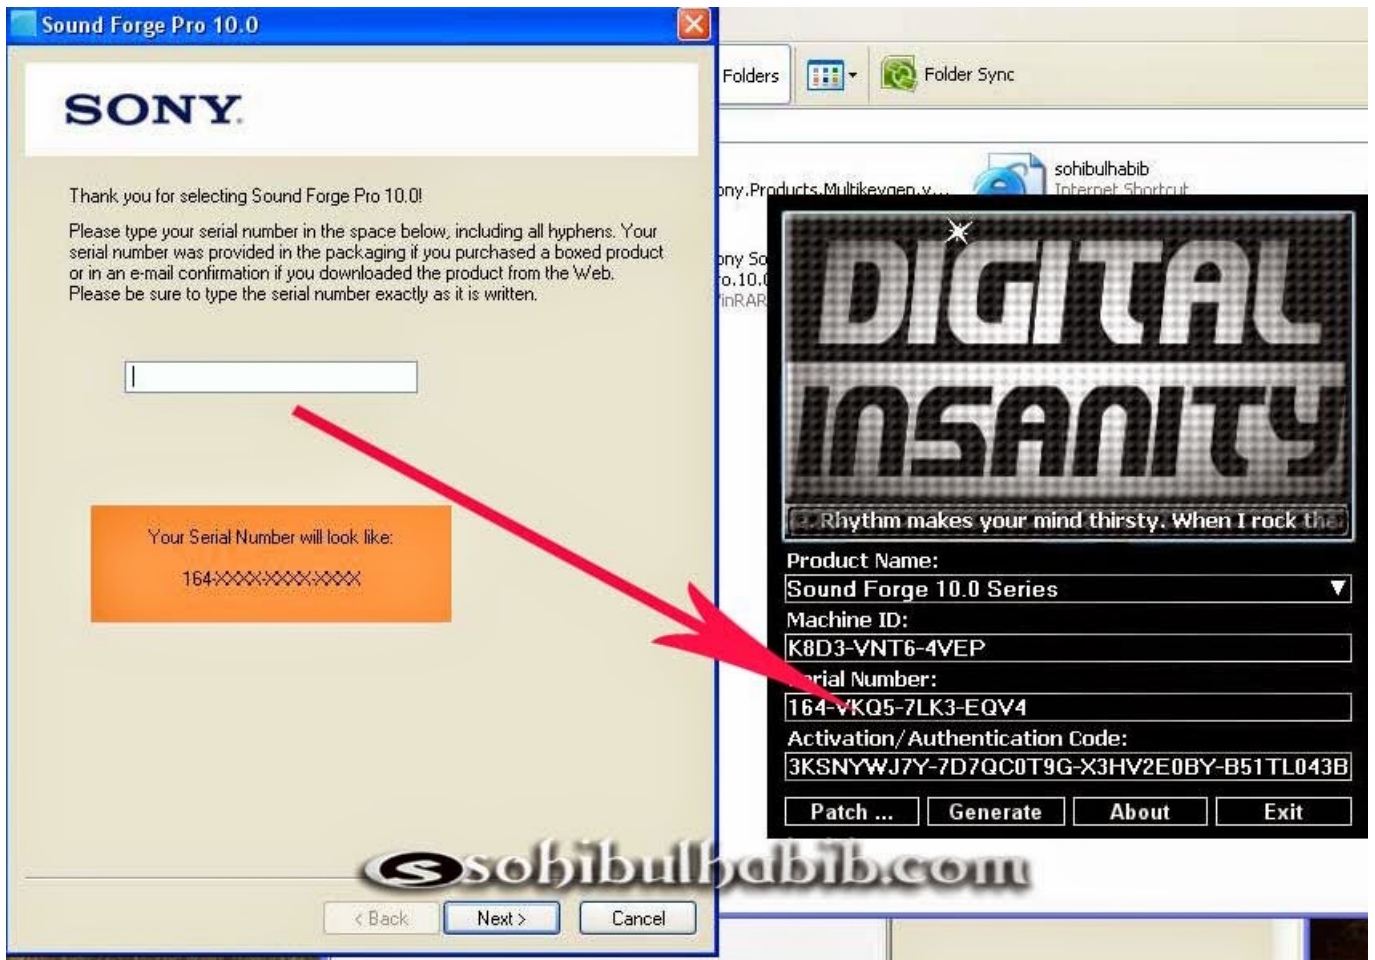 Sound Forge Pro 10.0
SONY
Thank you for selecting Sound Forge Pro 10.0!
Please type your serial number in the space below, including all hyphens. Your
serial number was provided in the packaging if you purchased a boxed product
or in an e-mail confirmation if you downloaded the product from the Web.
Please be sure to type the serial number exactly as it is written.
Your Serial Number will look like:
164-XXXX-XXXX-XXXX
< Back
Next >
Cancel
Folders
Folder Sync
sohibulhabib
Internet Shortcut
DIGITAL
INSANITY
Rhythm makes your mind thirsty. When I rock
Product Name:
Sound Forge 10.0 Series
Machine ID:
K8D3-VNT6-4VEP
Serial Number:
164-VKQ5-7LK3-EQV4
Activation/Authentication Code:
3KSNYWJ7Y-7D7QC0T9G-X3HV2E0BY-B51TL043B
Patch ...
Generate
About
Exit
sohibulhabib.com